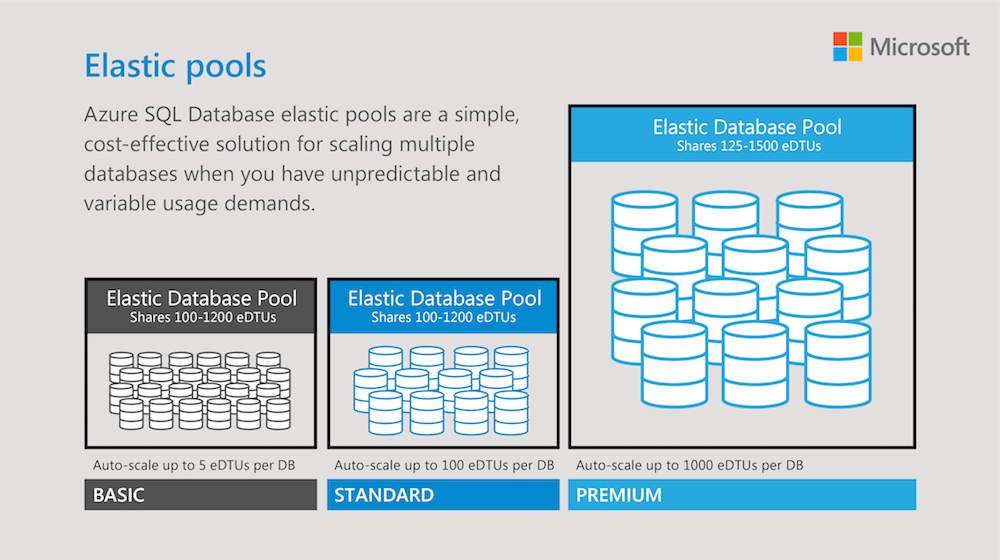 Microsoft
Elastic pools
Azure SQL Database elastic pools are a simple,
cost-effective solution for scaling multiple
databases when you have unpredictable and
variable usage demands.
Elastic Database Pool
Shares 100-1200 eDTUs
Auto-scale up to 5 eDTUs per DB
BASIC
Elastic Database Pool
Shares 100-1200 eDTUs
Auto-scale up to 100 eDTUs per DB
STANDARD
Elastic Database Pool
Shares 125-1500 eDTUs
Auto-scale up to 1000 eDTUs per DB
PREMIUM